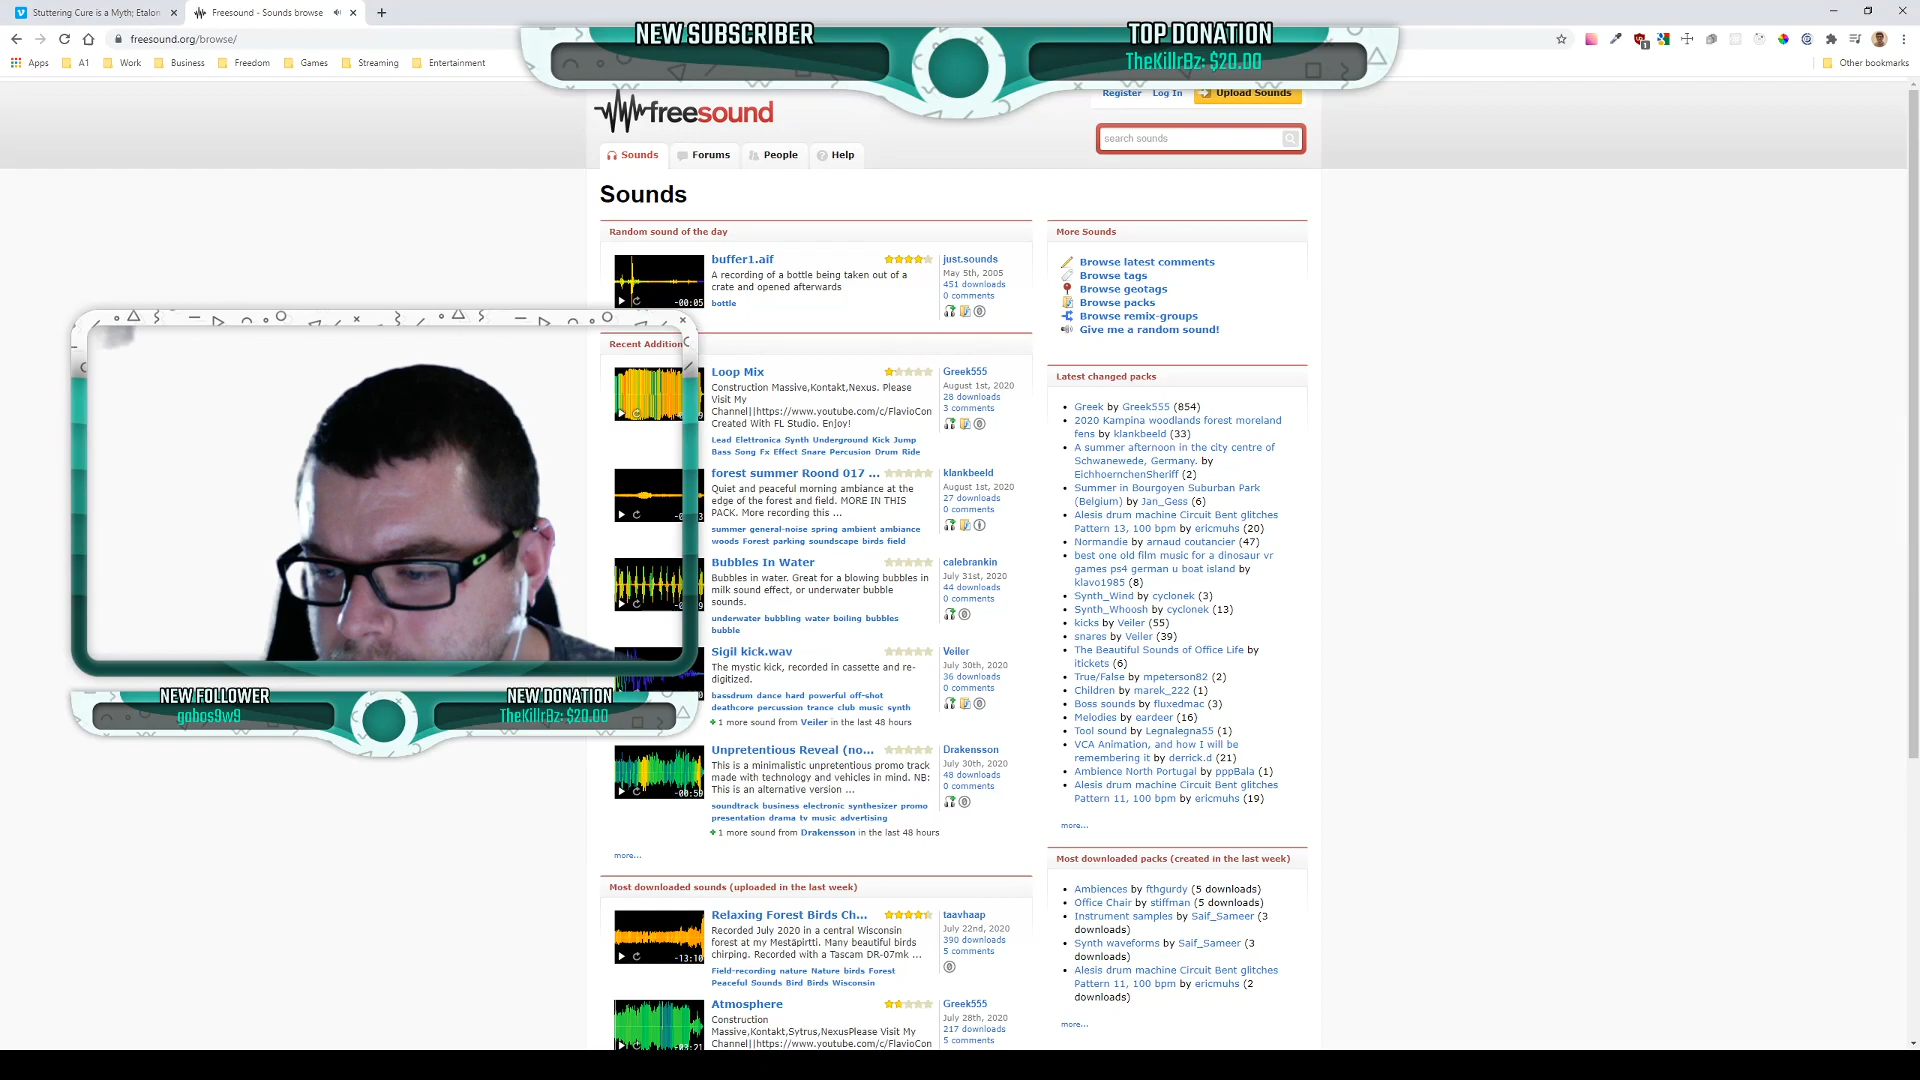 Stuttering Cure is a Myth; Etalon
Freesound - Sounds browse
freesound.org/browse/
Apps
A1
Work
Business
Freedom
Games
Streaming
Entertainment
Other bookmarks
NEW SUBSCRIBER
TOP DONATION
TheKillrBz: $20.00
freesound
Register
Log In
Upload Sounds
search sounds
Sounds
Forums
People
Help
Sounds
Random sound of the day
buffer1.aif
A recording of a bottle being taken out of a
crate and opened afterwards
bottle
-00:05
just.sounds
May 5th, 2005
451 downloads
0 comments
Recent Addition
Loop Mix
Construction Massive,Kontakt,Nexus. Please
Visit My
Channel||https://www.youtube.com/c/FlavioCon
Created With FL Studio. Enjoy!
Lead Elettronica Synth Underground Kick Jump
Bass Song Fx Effect Snare Percusion Drum Ride
Greek555
August 1st, 2020
28 downloads
3 comments
forest summer Roond 017 ...
Quiet and peaceful morning ambiance at the
edge of the forest and field. MORE IN THIS
PACK. More recording this ...
summer general-noise spring ambient ambiance
woods Forest parking soundscape birds field
klankbeeld
August 1st, 2020
27 downloads
0 comments
Bubbles In Water
Bubbles in water. Great for a blowing bubbles in
milk sound effect, or underwater bubble
sounds.
underwater bubbling water boiling bubbles
bubble
calebrankin
July 31st, 2020
44 downloads
0 comments
Sigil kick.wav
The mystic kick, recorded in cassette and re-
digitized.
bassdrum dance hard powerful off-shot
deathcore percussion trance club music synth
1 more sound from Veiler in the last 48 hours
Veiler
July 30th, 2020
36 downloads
0 comments
Unpretentious Reveal (no...
This is a minimalistic unpretentious promo track
made with technology and vehicles in mind. NB:
This is an alternative version ...
soundtrack business electronic synthesizer promo
presentation drama tv music advertising
1 more sound from Drakensson in the last 48 hours
-00:59
Drakensson
July 30th, 2020
48 downloads
0 comments
more...
Most downloaded sounds (uploaded in the last week)
Relaxing Forest Birds Ch...
Recorded July 2020 in a central Wisconsin
forest at my Mestäpirtti. Many beautiful birds
chirping. Recorded with a Tascam DR-07mk ...
Field-recording nature Nature birds Forest
Peaceful Sounds Bird Birds Wisconsin
-13:10
taavhaap
July 22nd, 2020
390 downloads
5 comments
Atmosphere
Construction
Massive,Kontakt,Sytrus,NexusPlease Visit My
Channel||https://www.youtube.com/c/FlavioCon
-03:21
Greek555
July 28th, 2020
217 downloads
5 comments
More Sounds
Browse latest comments
Browse tags
Browse geotags
Browse packs
Browse remix-groups
Give me a random sound!
Latest changed packs
Greek by Greek555 (854)
2020 Kampina woodlands forest moreland
fens by klankbeeld (33)
A summer afternoon in the city centre of
Schwanewede, Germany. by
EichhoernchenSheriff (2)
Summer in Bourgoyen Suburban Park
(Belgium) by Jan_Gess (6)
Alesis drum machine Circuit Bent glitches
Pattern 13, 100 bpm by ericmuhs (20)
Normandie by arnaud coutancier (47)
best one old film music for a dinosaur vr
games ps4 german u boat island by
klavo1985 (8)
Synth_Wind by cyclonek (3)
Synth_Whoosh by cyclonek (13)
kicks by Veiler (55)
snares by Veiler (39)
The Beautiful Sounds of Office Life by
itickets (6)
True/False by mpeterson82 (2)
Children by marek_222 (1)
Boss sounds by fluxedmac (3)
Melodies by eardeer (16)
Tool sound by Legnalegna55 (1)
VCA Animation, and how I will be
remembering it by derrick.d (21)
Ambience North Portugal by pppBala (1)
Alesis drum machine Circuit Bent glitches
Pattern 11, 100 bpm by ericmuhs (19)
more...
Most downloaded packs (created in the last week)
Ambiences by fthgurdy (5 downloads)
Office Chair by stiffman (5 downloads)
Instrument samples by Saif_Sameer (3
downloads)
Synth waveforms by Saif_Sameer (3
downloads)
Alesis drum machine Circuit Bent glitches
Pattern 11, 100 bpm by ericmuhs (2
downloads)
more...
NEW FOLLOWER
gabos9w9
NEW DONATION
TheKillrBz: $20.00